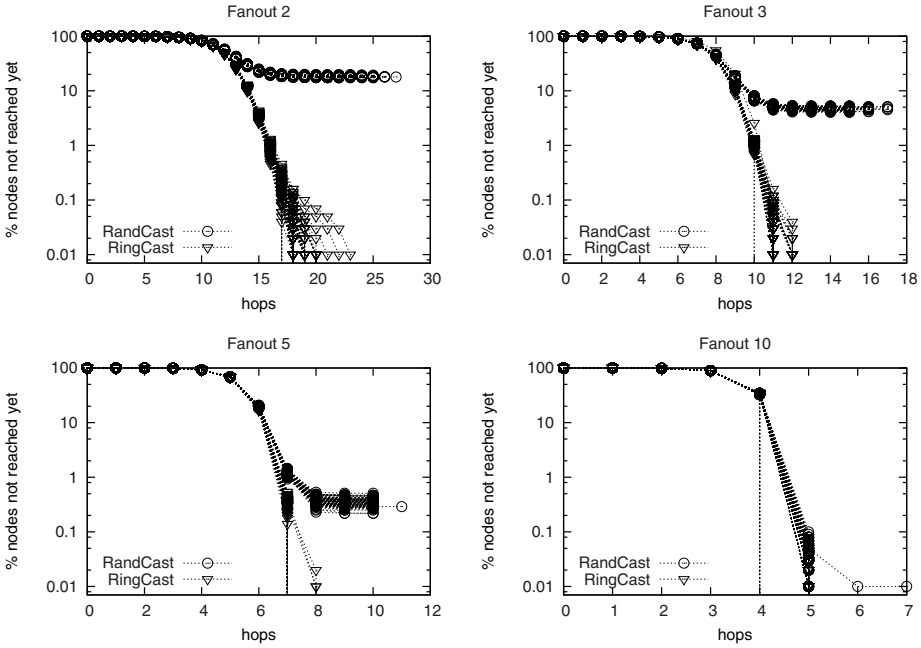 Fanout 2
% nodes not reached yet
100
10
1
0.1
0.01
RandCast
RingCast
0 5 10 15 20 25 30
hops
Fanout 3
% nodes not reached yet
100
10
1
0.1
0.01
RandCast
RingCast
0 2 4 6 8 10 12 14 16 18
hops
Fanout 5
% nodes not reached yet
100
10
1
0.1
0.01
RandCast
RingCast
0 2 4 6 8 10 12
hops
Fanout 10
% nodes not reached yet
100
10
1
0.1
0.01
RandCast
RingCast
0 1 2 3 4 5 6 7
hops